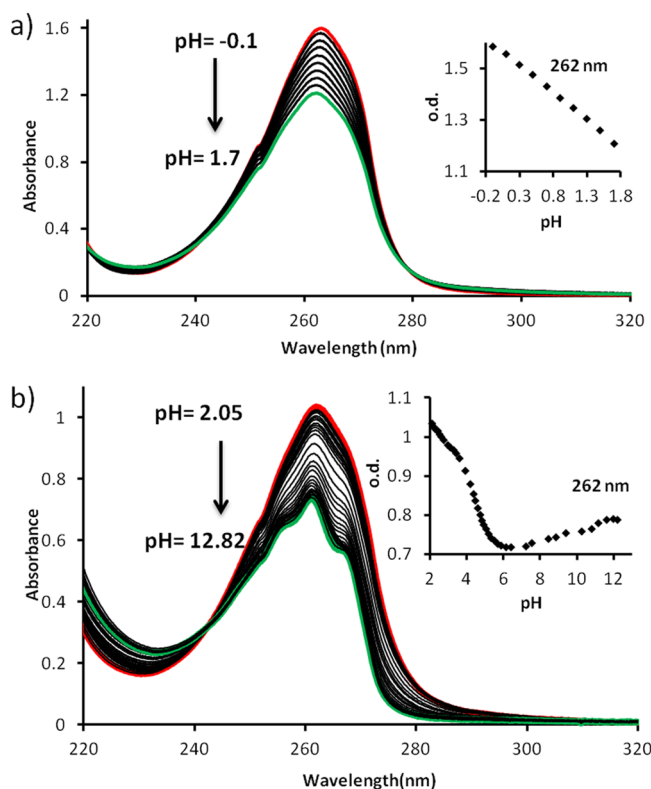 a)
1.6
1.2
0.8
0.4
0
Absorbance
pH= -0.1
pH= 1.7
220 240 260 280 300 320
Wavelength (nm)
262 nm
1.5
1.3
1.1
o.d.
-0.2 0.3 0.8 1.3 1.8
pH
b)
1
0.8
0.6
0.4
0.2
0
Absorbance
pH= 2.05
pH= 12.82
220 240 260 280 300 320
Wavelength(nm)
1.1
1
0.9
0.8
0.7
o.d.
262 nm
2 4 6 8 10 12
pH